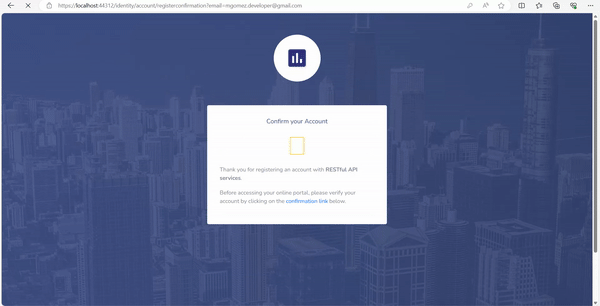 https://localhost:44312/identity/account/registerconfirmation?email=mgomez.developer@gmail.com
Confirm your Account
Thank you for registering an account with RESTful API
services.
Before accessing your online portal, please verify your
account by clicking on the confirmation link below.